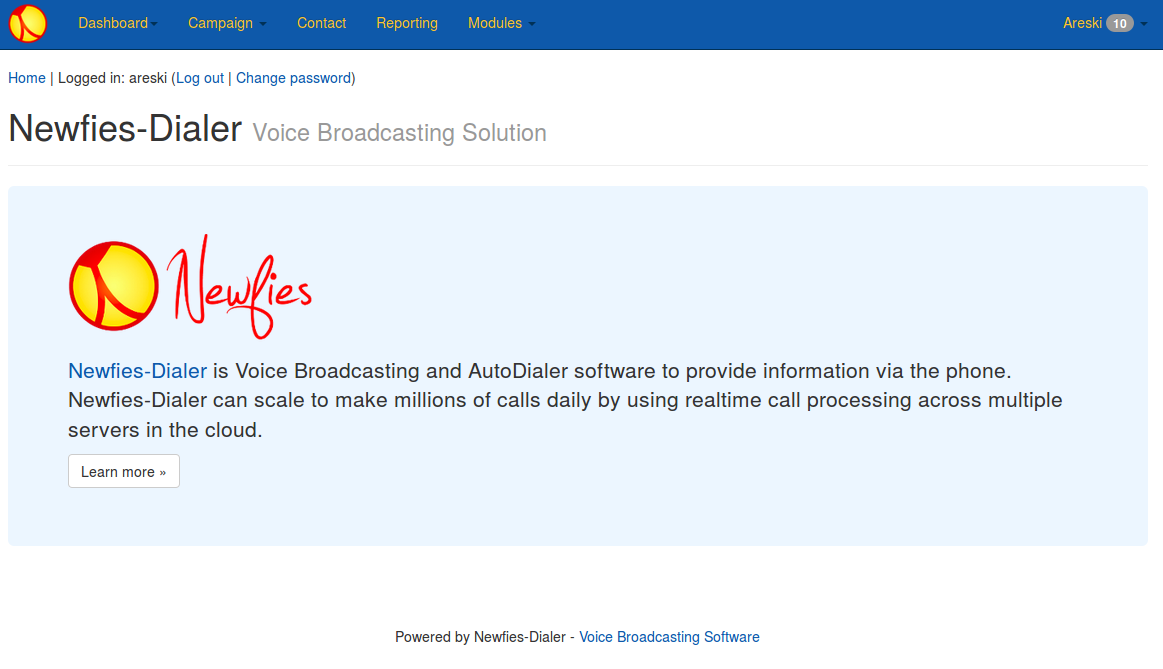 Dashboard Campaign Contact Reporting Modules Areski 10
Home | Logged in: areski (Log out | Change password)
Newfies-Dialer Voice Broadcasting Solution
Newfies
Newfies-Dialer is Voice Broadcasting and AutoDialer software to provide information via the phone.
Newfies-Dialer can scale to make millions of calls daily by using realtime call processing across multiple
servers in the cloud.
Learn more »
Powered by Newfies-Dialer - Voice Broadcasting Software